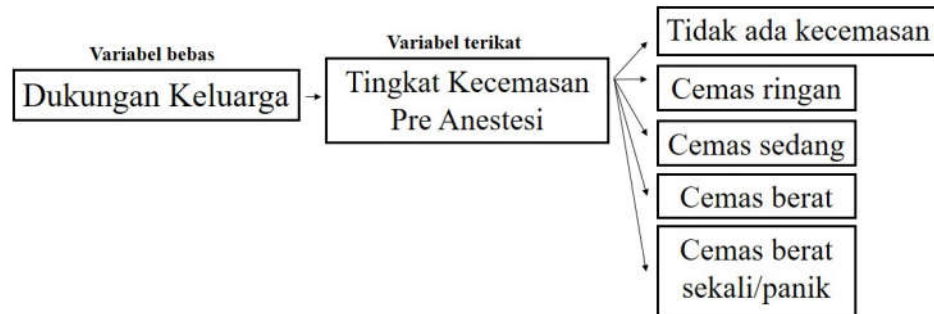 Variabel bebas
Dukungan Keluarga
Variabel terikat
Tingkat Kecemasan
Pre Anestesi
Tidak ada kecemasan
Cemas ringan
Cemas sedang
Cemas berat
Cemas berat
sekali/panik